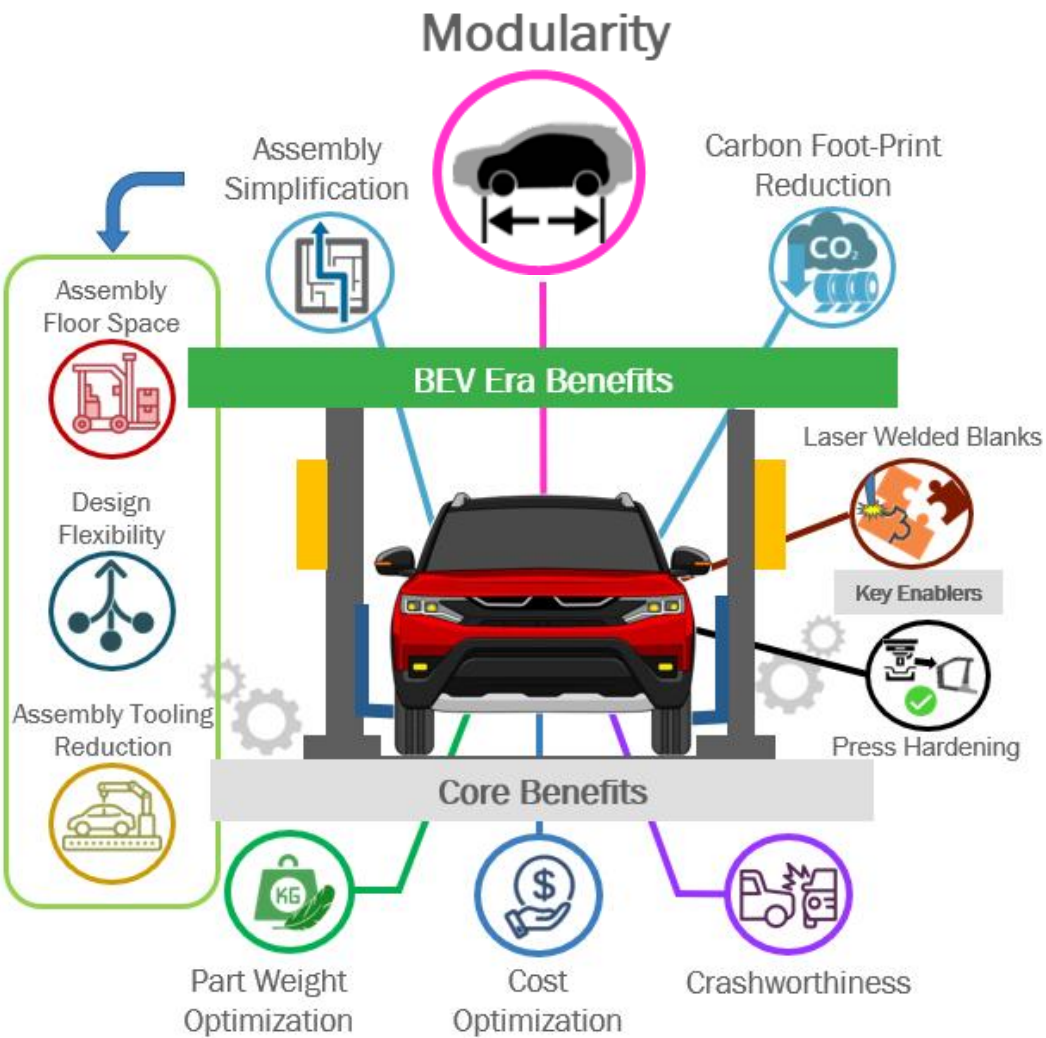 Modularity
Assembly
Simplification
Carbon Foot-Print
Reduction
CO2
Assembly
Floor Space
BEV Era Benefits
Laser Welded Blanks
Design
Flexibility
Key Enablers
Assembly Tooling
Reduction
Press Hardening
Core Benefits
KG
$
Part Weight
Optimization
Cost
Optimization
Crashworthiness